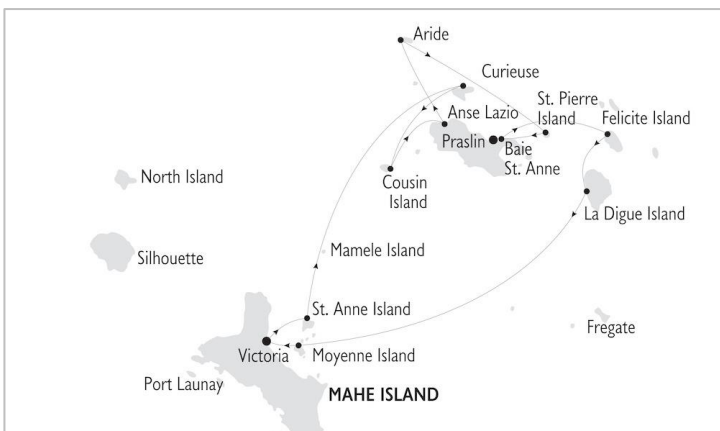 Aride
Curieuse
Anse Lazio
St. Pierre
Island
Felicite Island
Praslin
Baie
St. Anne
Cousin
Island
North Island
La Digue Island
Mamele Island
Silhouette
St. Anne Island
Fregate
Victoria
Moyenne Island
Port Launay
MAHE ISLAND